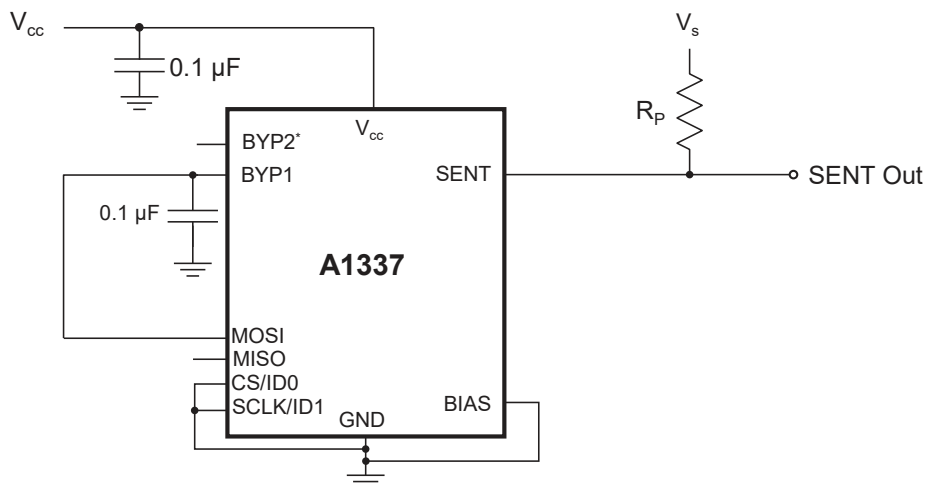 Vcc
0.1 µF
Vs
RP
Vcc
BYP2*
BYP1
SENT
SENT Out
0.1 µF
A1337
MOSI
MISO
CS/ID0
SCLK/ID1
BIAS
GND